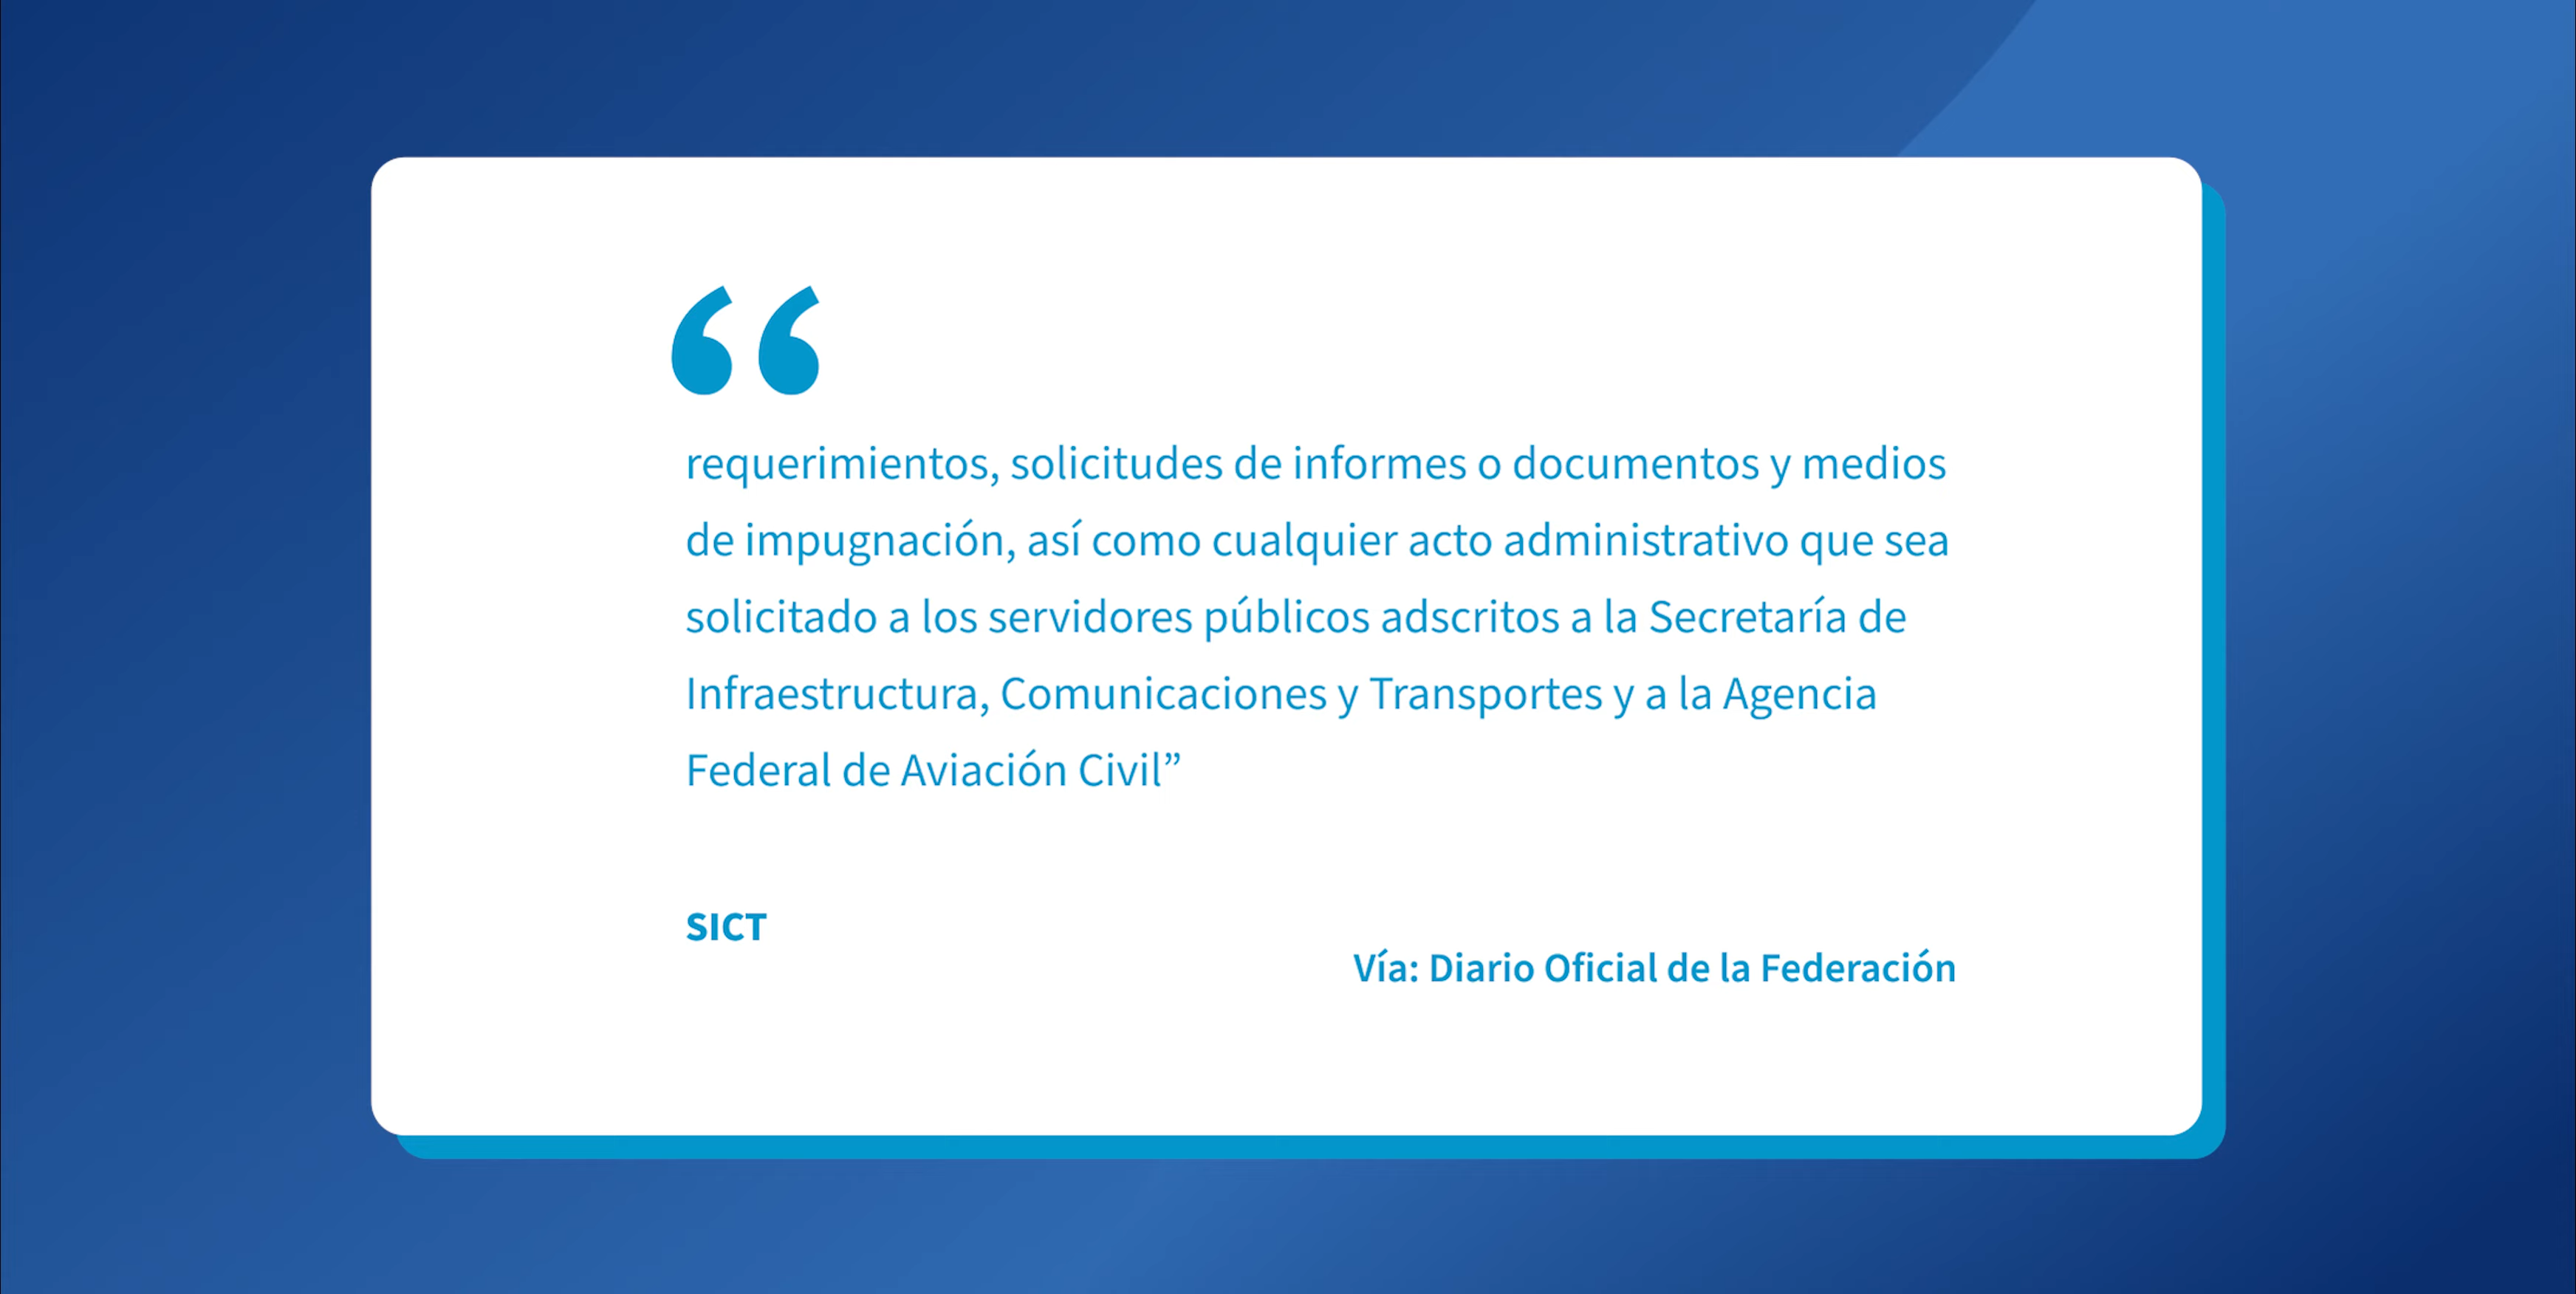 “
requerimientos, solicitudes de informes o documentos y medios
de impugnación, así como cualquier acto administrativo que sea
solicitado a los servidores públicos adscritos a la Secretaría de
Infraestructura, Comunicaciones y Transportes y a la Agencia
Federal de Aviación Civil”
SICT
Vía: Diario Oficial de la Federación